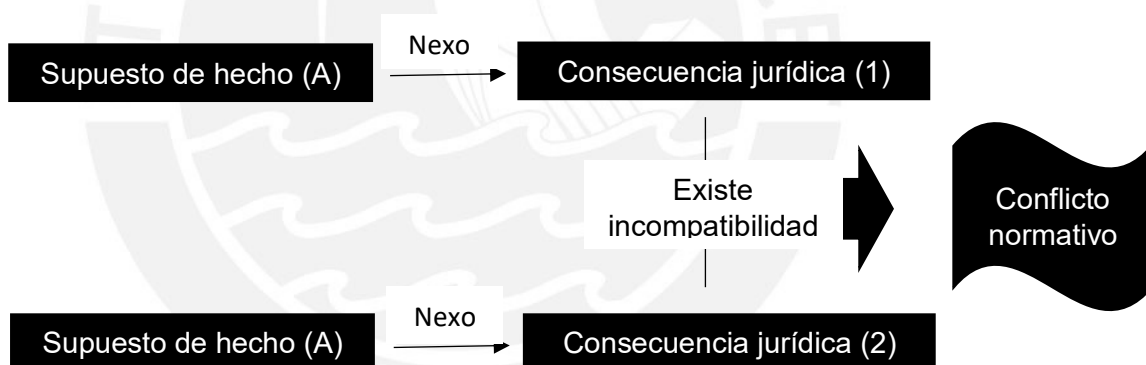 Nexo
Supuesto de hecho (A)
Consecuencia jurídica (1)
Existe
incompatibilidad
Conflicto
normativo
Nexo
Supuesto de hecho (A)
Consecuencia jurídica (2)